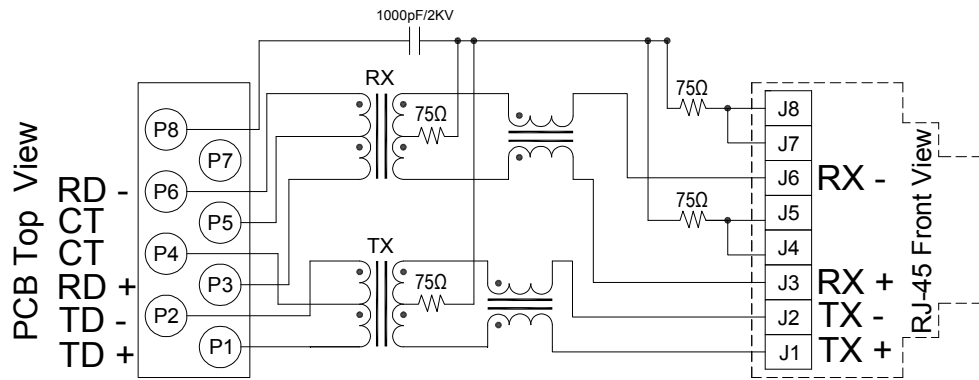 1000pF/2KV
RX
75Ω
75Ω
P8
P7
P6
P5
P4
P3
P2
P1
PCB Top View
RD -
CT
CT
RD +
TD -
TD +
75Ω
TX
75Ω
J8
J7
J6
J5
J4
J3
J2
J1
RX -
RX +
TX -
TX +
RJ-45 Front View